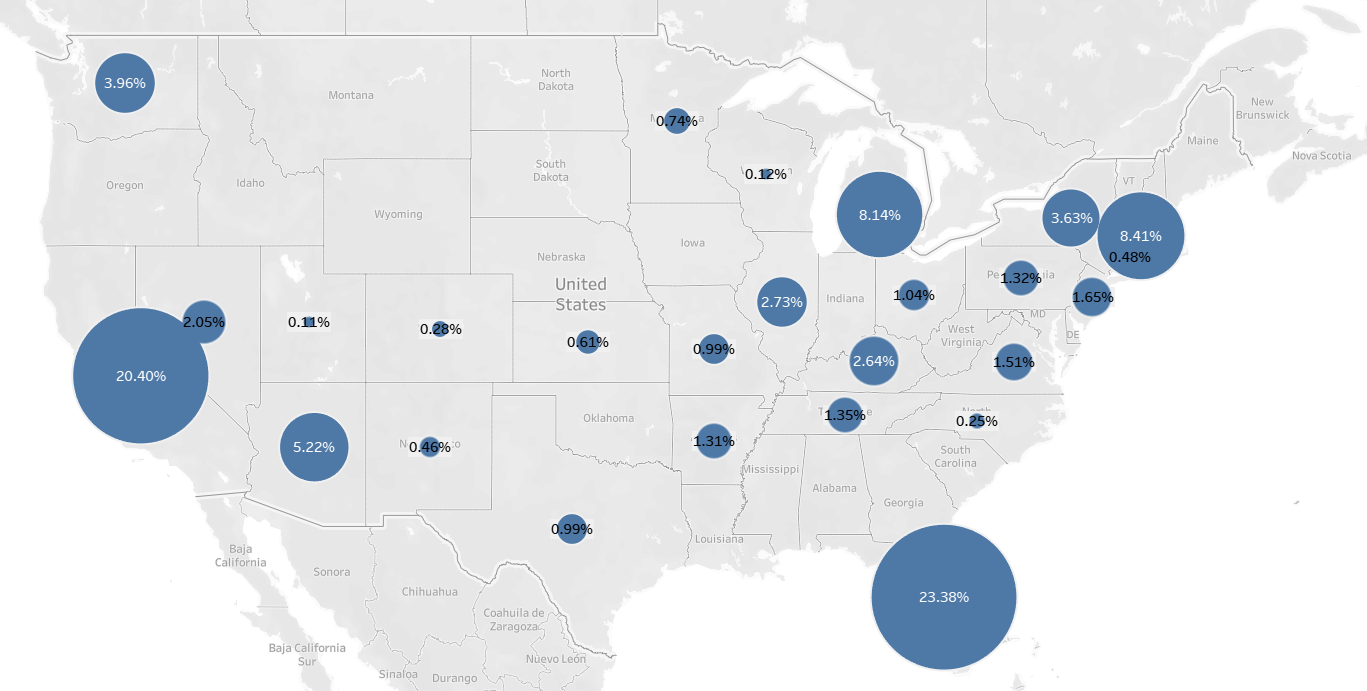 3.96%
North
Dakota
Montana
New
Brunswick
0.74%
Maine
Nova Scotia
South
Dakota
0.12%
VT
Oregon
Idaho
Wyoming
8.14%
3.63%
8.41%
Iowa
Nebraska
0.48%
United
States
1.32%
2.73%
Indiana
1.04%
1.65%
MD
2.05%
0.11%
0.28%
0.61%
0.99%
West
Virginia
DE
20.40%
2.64%
1.51%
Oklahoma
1.35%
0.25%
5.22%
0.46%
1.31%
South
Carolina
Mississippi
Alabama
Georgia
0.99%
Louisiana
Baja
California
Sonora
Chihuahua
23.38%
Coahuila de
Zaragoza
Baja California
Sur
Nuevo León
Sinaloa
Durango